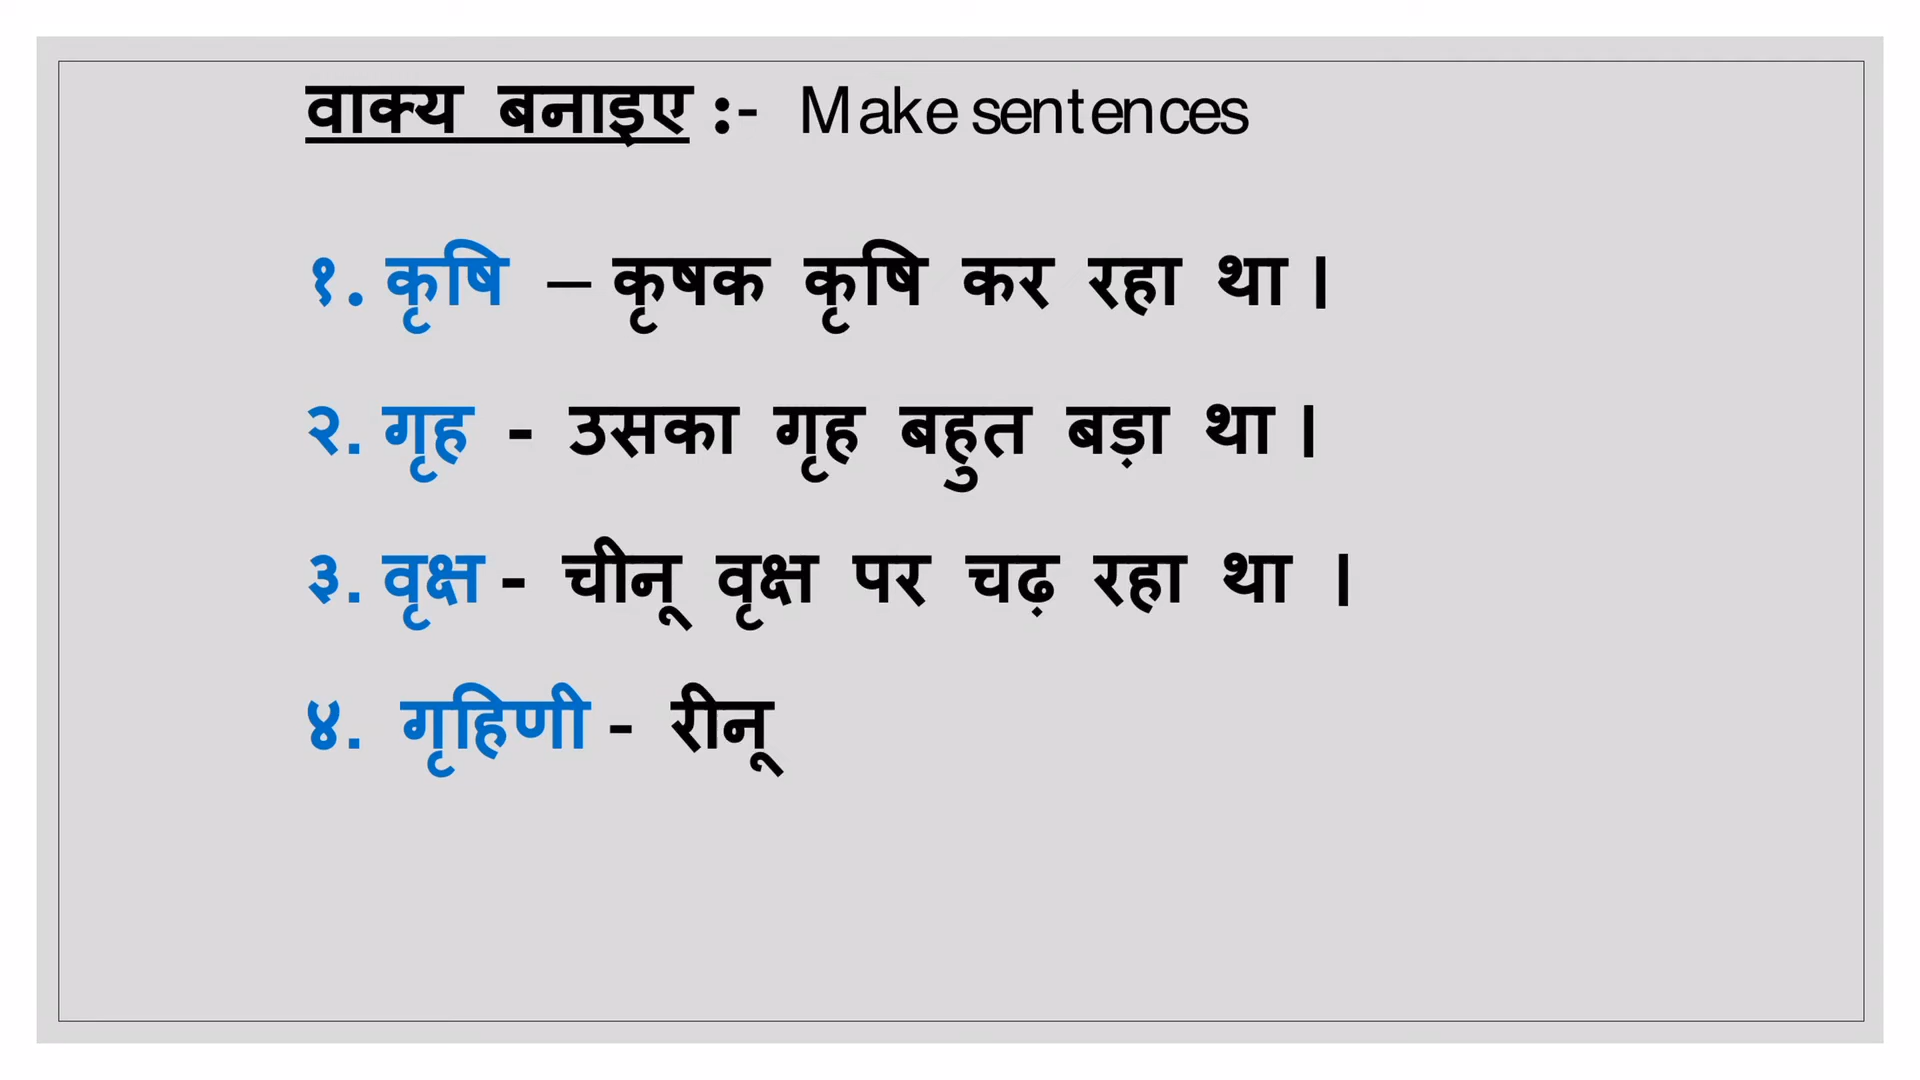 वाक्य बनाइए :- Make sentences
१. कृषि – कृषक कृषि कर रहा था ।
२. गृह - उसका गृह बहुत बड़ा था ।
३. वृक्ष - चीनू वृक्ष पर चढ़ रहा था ।
४. गृहिणी - रीनू